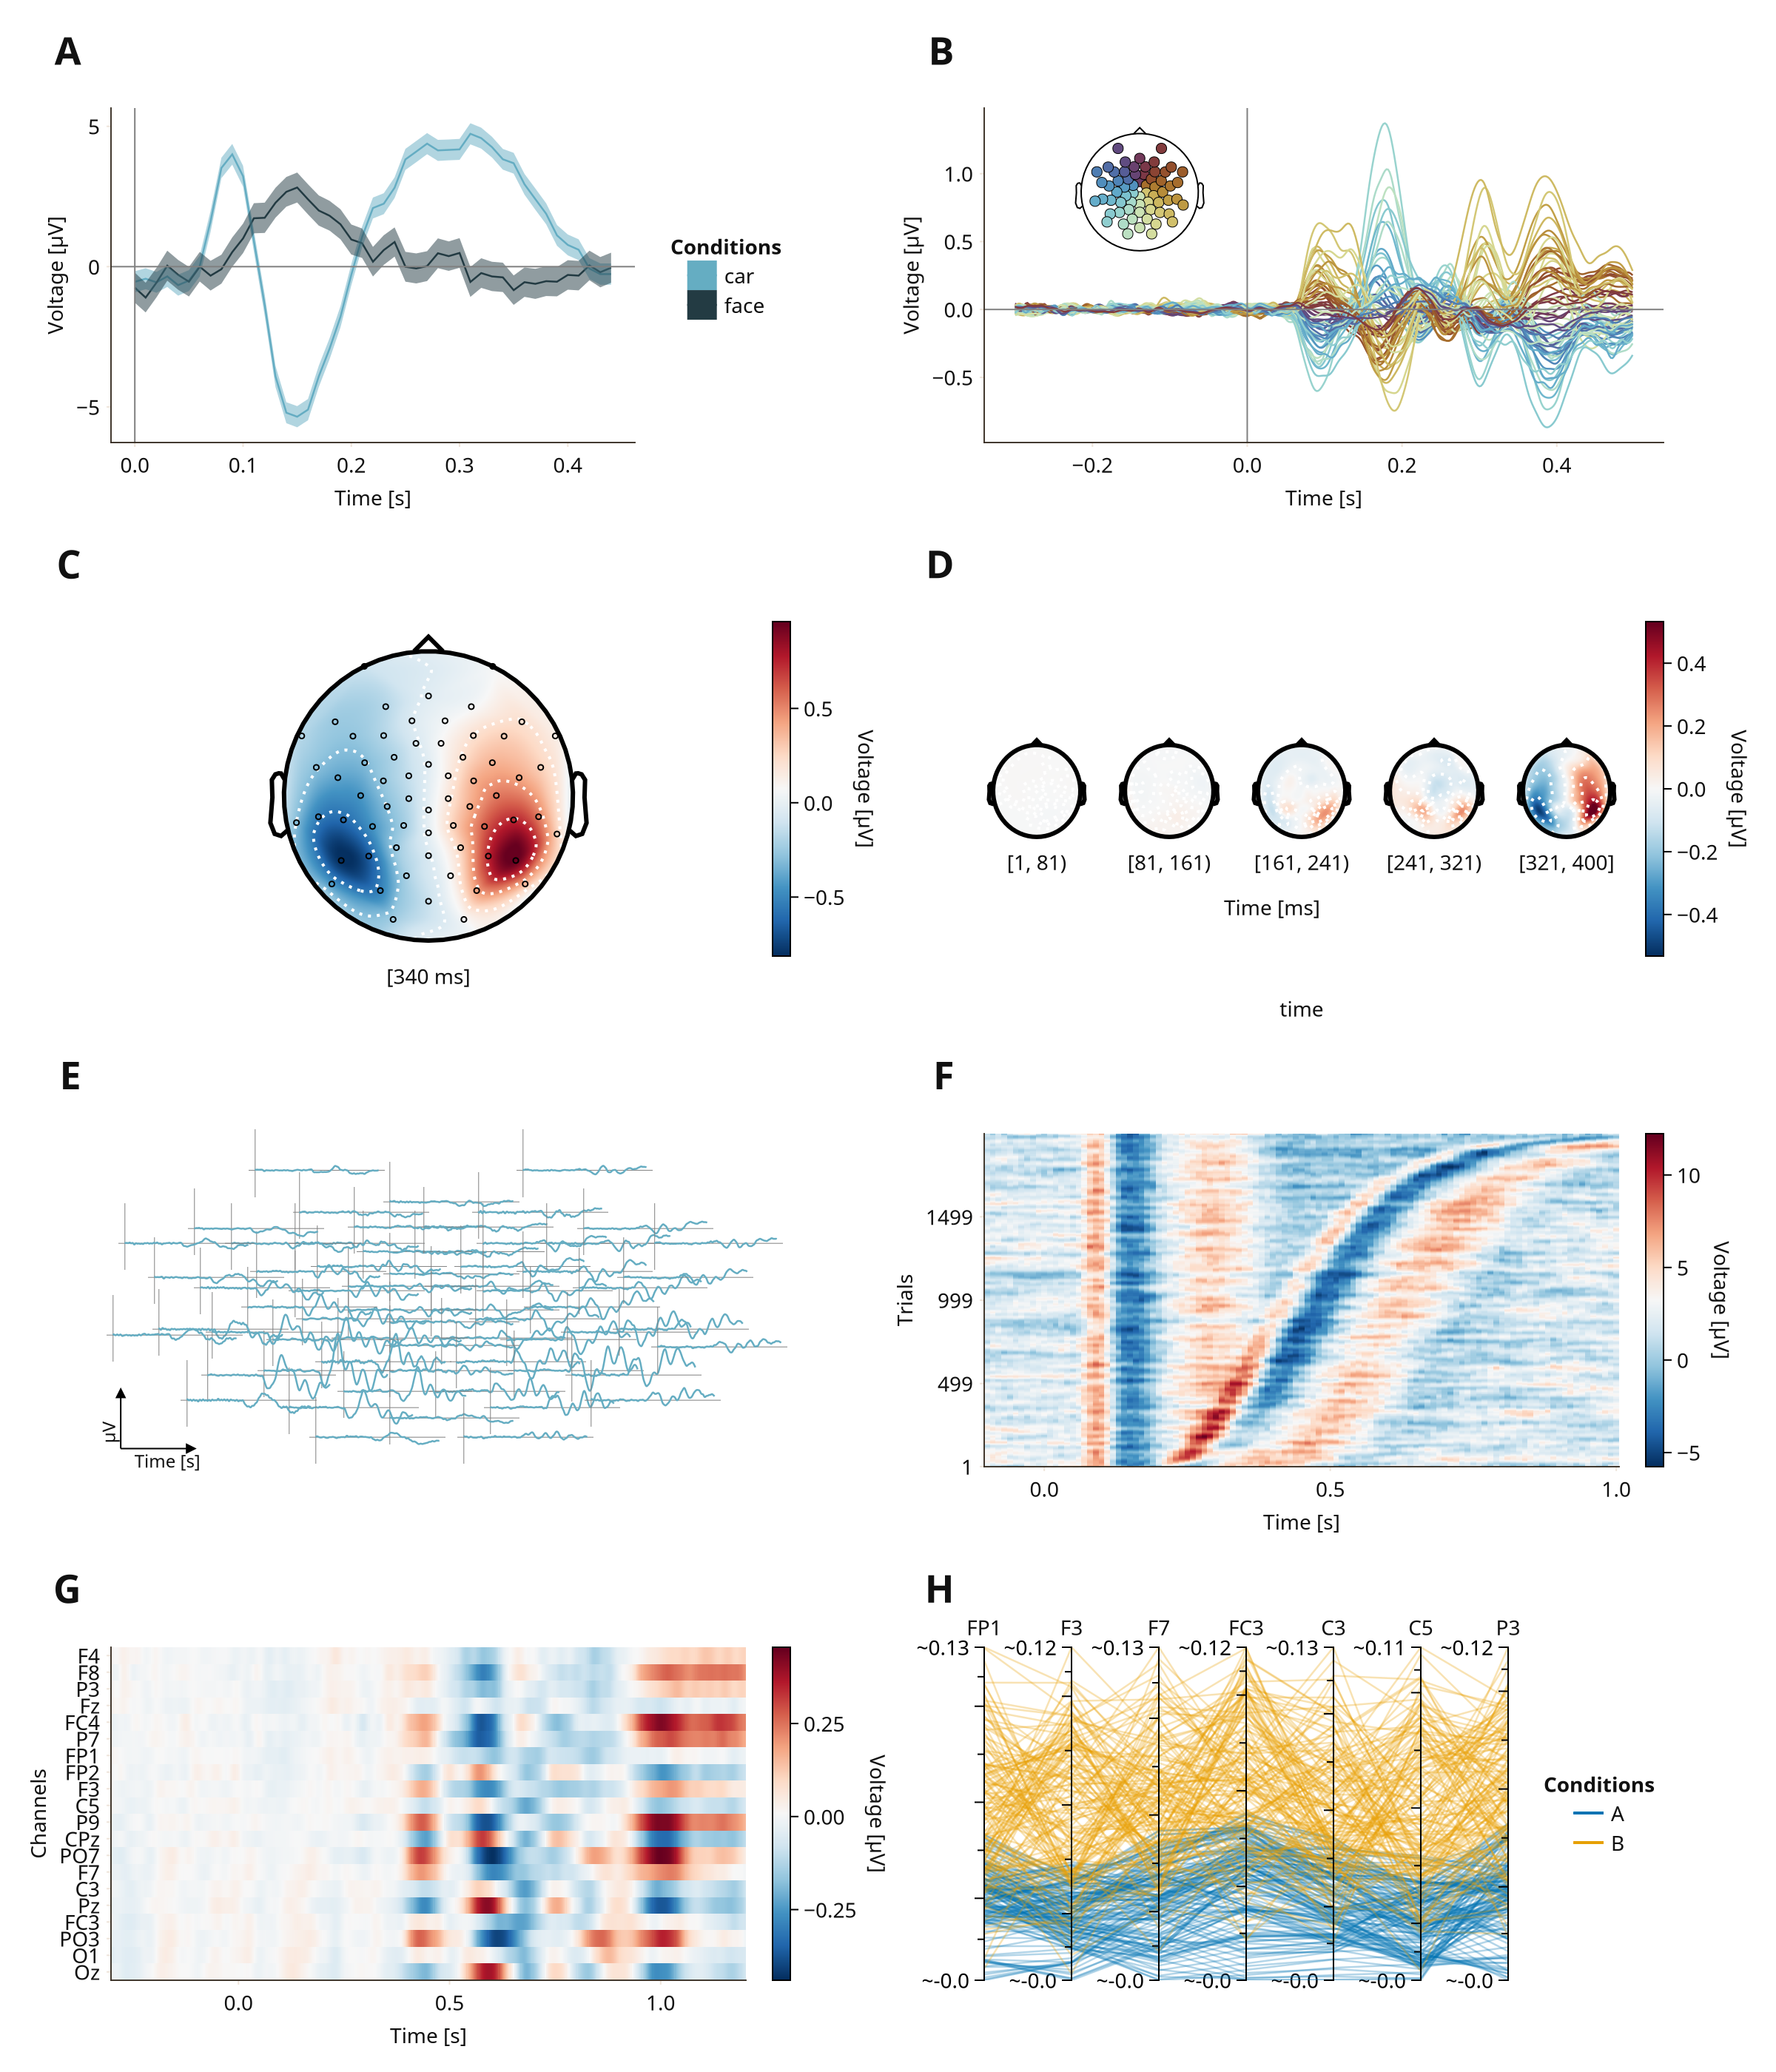 A
5
0
−5
Voltage [µV]
0.0 0.1 0.2 0.3 0.4
Time [s]
Conditions
car
face
B
1.0
0.5
0.0
−0.5
Voltage [µV]
−0.2 0.0 0.2 0.4
Time [s]
C
0.5
0.0
−0.5
Voltage [µV]
[340 ms]
D
0.4
0.2
0.0
−0.2
−0.4
Voltage [µV]
[1, 81) [81, 161) [161, 241) [241, 321) [321, 400]
Time [ms]
time
E
µV
Time [s]
F
1499
999
499
1
Trials
0.0 0.5 1.0
Time [s]
10
5
0
−5
Voltage [µV]
G
F4
F8
P3
Fz
FC4
P7
FP1
FP2
F3
C5
P9
CPz
PO7
F7
C3
Pz
FC3
PO3
O1
Oz
Channels
0.0 0.5 1.0
Time [s]
0.25
0.00
−0.25
Voltage [µV]
H
FP1 F3 F7 FC3 C3 C5 P3
~0.13 ~0.12 ~0.13 ~0.12 ~0.13 ~0.11 ~0.12
~-0.0 ~-0.0 ~-0.0 ~-0.0 ~-0.0 ~-0.0 ~-0.0
Conditions
A
B